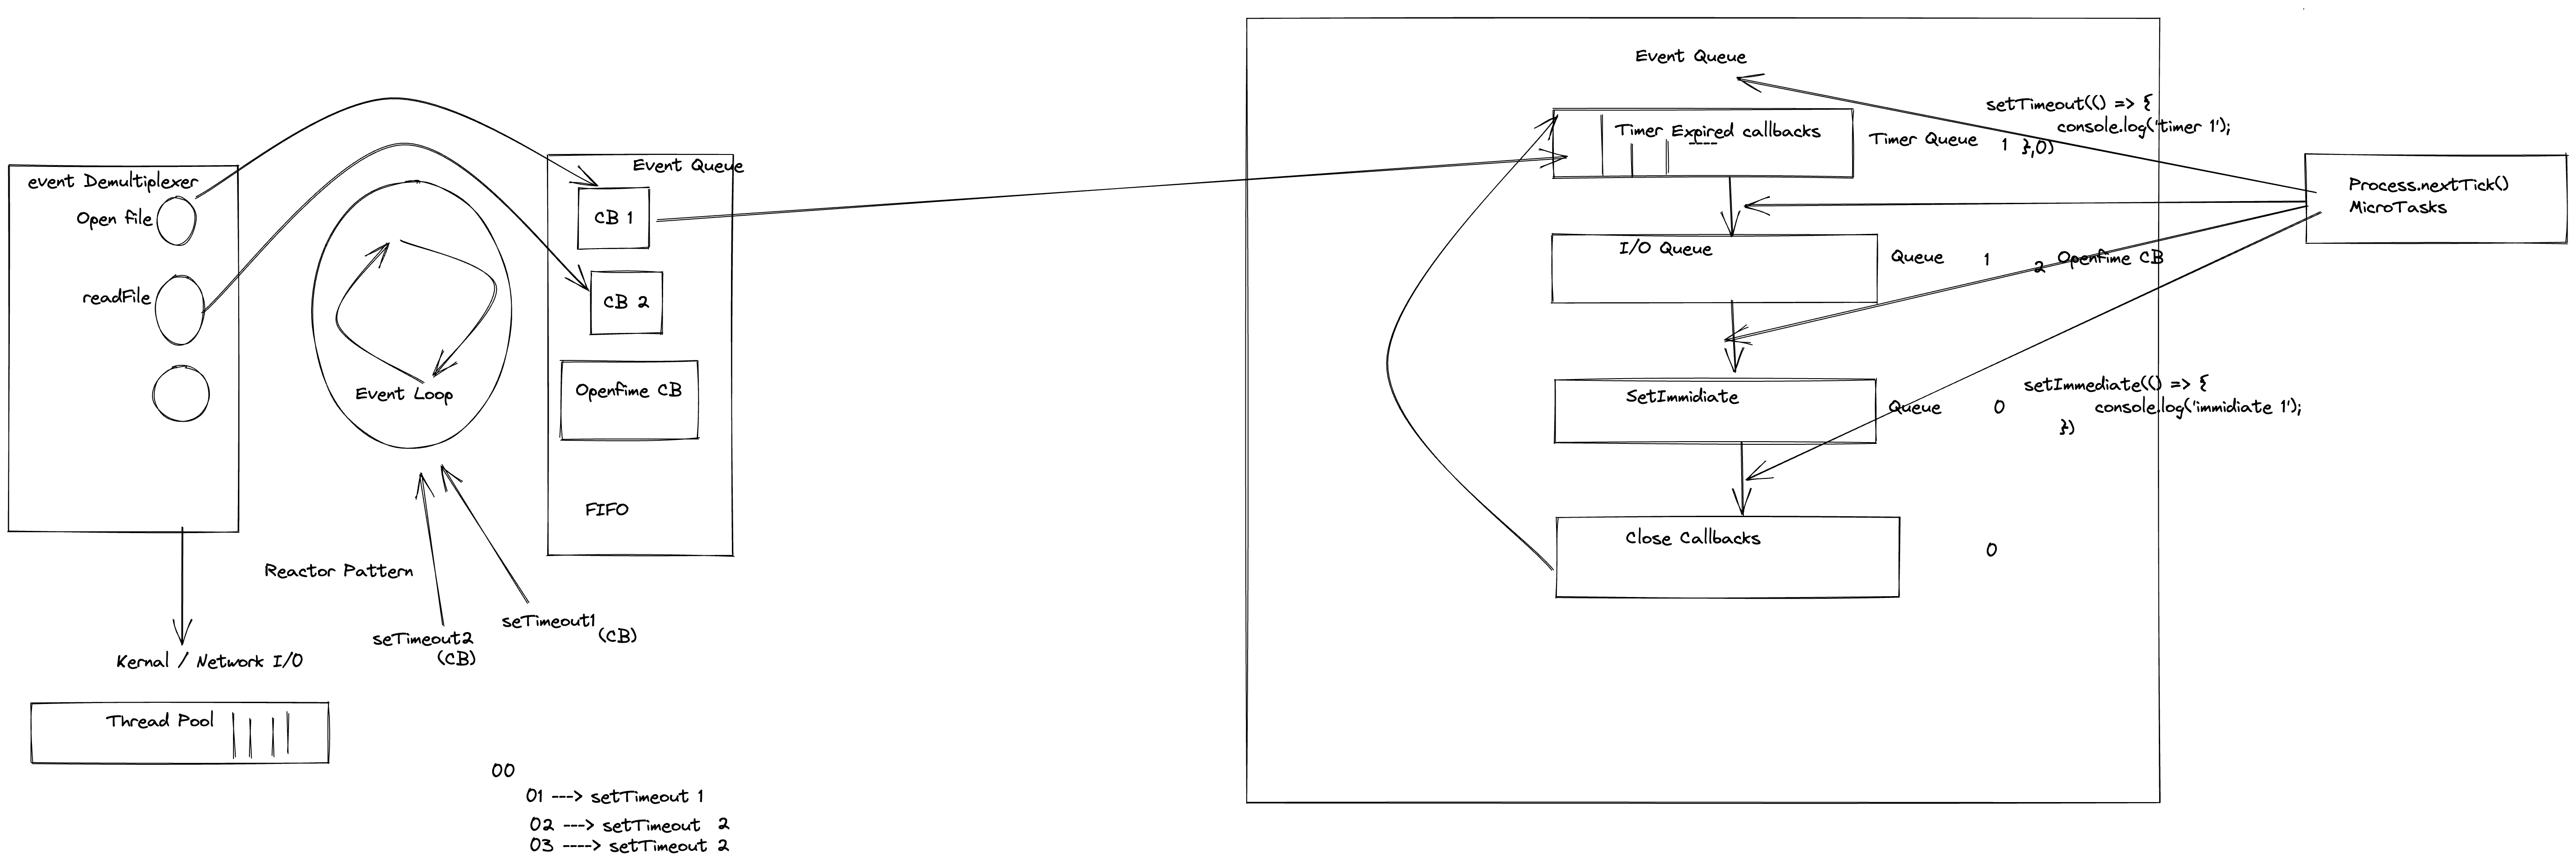 event Demultiplexer
Open file
readFile
Event Loop
Event Queue
CB 1
CB 2
Openfime CB
FIFO
Reactor Pattern
seTimeout1
(CB)
seTimeout2
(CB)
Kernal / Network I/O
Thread Pool
00
01 ---> setTimeout 1
02 ---> setTimeout 2
03 ----> setTimeout 2
Event Queue
Timer Expired callbacks
----
Timer Queue 1
setTimeout(() => {
console.log('timer 1');
},0)
I/O Queue
Queue 1
2 Openfime CB
SetImmidiate
Queue 0
setImmediate(() => {
console.log('immidiate 1');
})
Close Callbacks
0
Process.nextTick()
MicroTasks